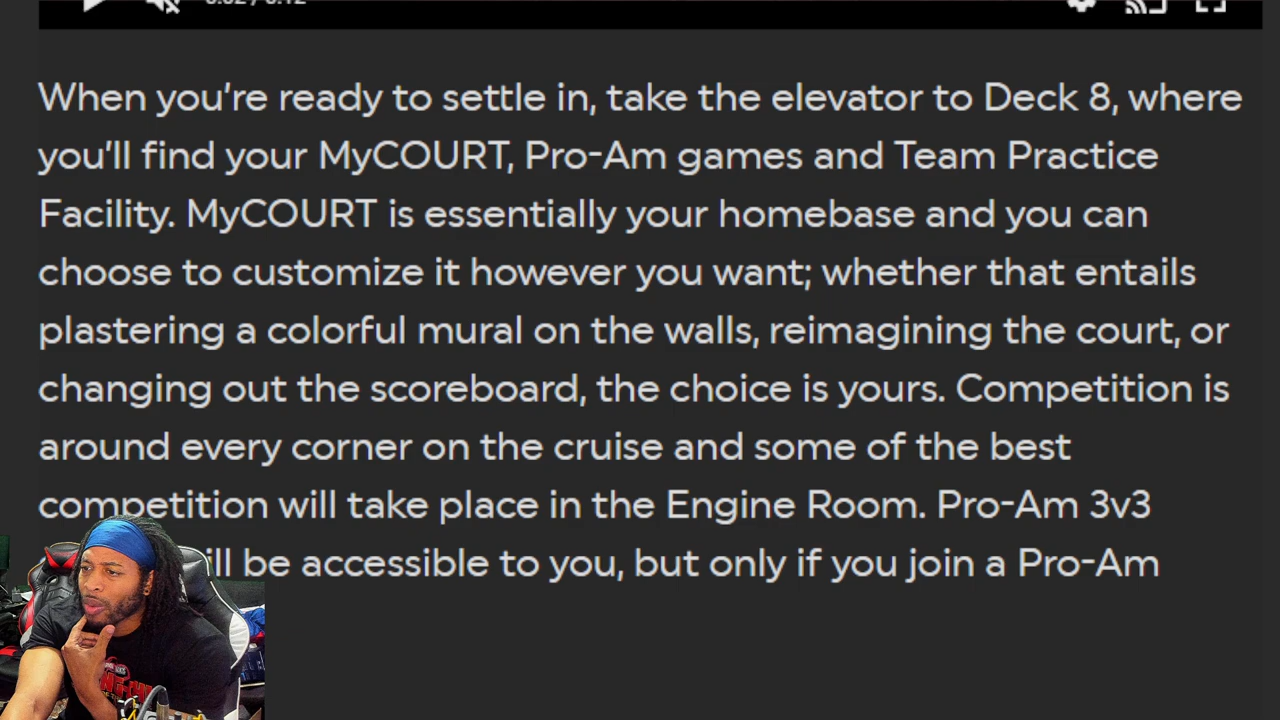 When you’re ready to settle in, take the elevator to Deck 8, where
you’ll find your MyCOURT, Pro-Am games and Team Practice
Facility. MyCOURT is essentially your homebase and you can
choose to customize it however you want; whether that entails
plastering a colorful mural on the walls, reimagining the court, or
changing out the scoreboard, the choice is yours. Competition is
around every corner on the cruise and some of the best
competition will take place in the Engine Room. Pro-Am 3v3
be accessible to you, but only if you join a Pro-Am